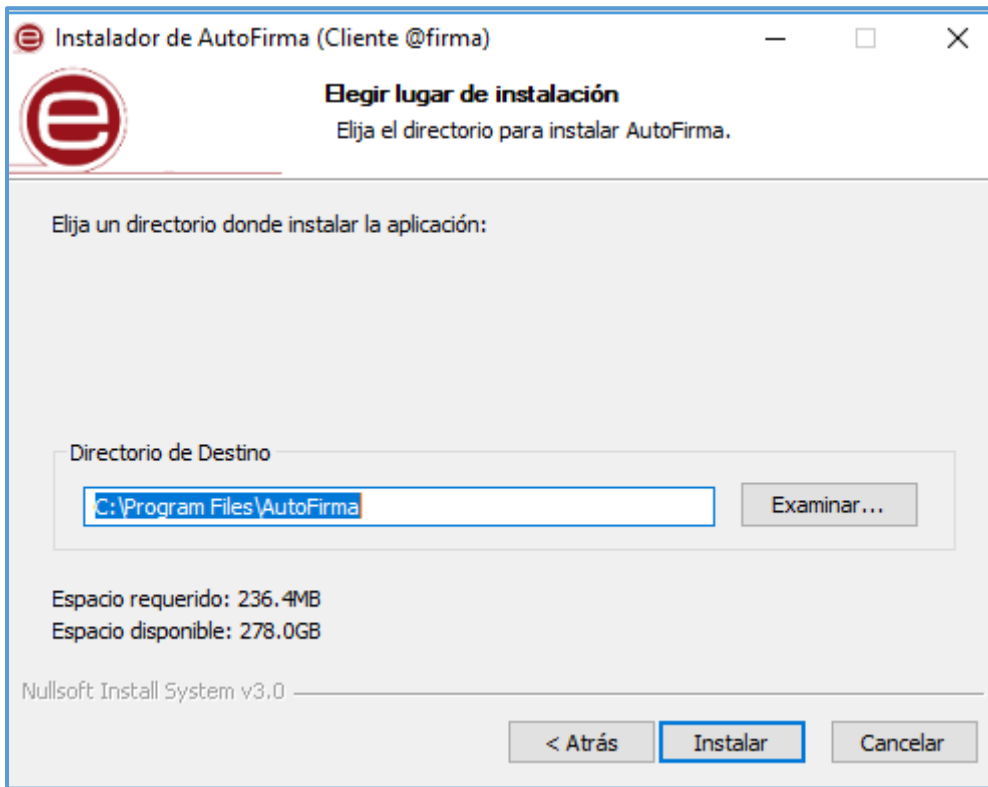 Instalador de AutoFirma (Cliente @firma)
Elegir lugar de instalación
Elija el directorio para instalar AutoFirma.
Elija un directorio donde instalar la aplicación:
Directorio de Destino
C:\Program Files\AutoFirma
Examinar...
Espacio requerido: 236.4MB
Espacio disponible: 278.0GB
Nullsoft Install System v3.0
< Atrás
Instalar
Cancelar